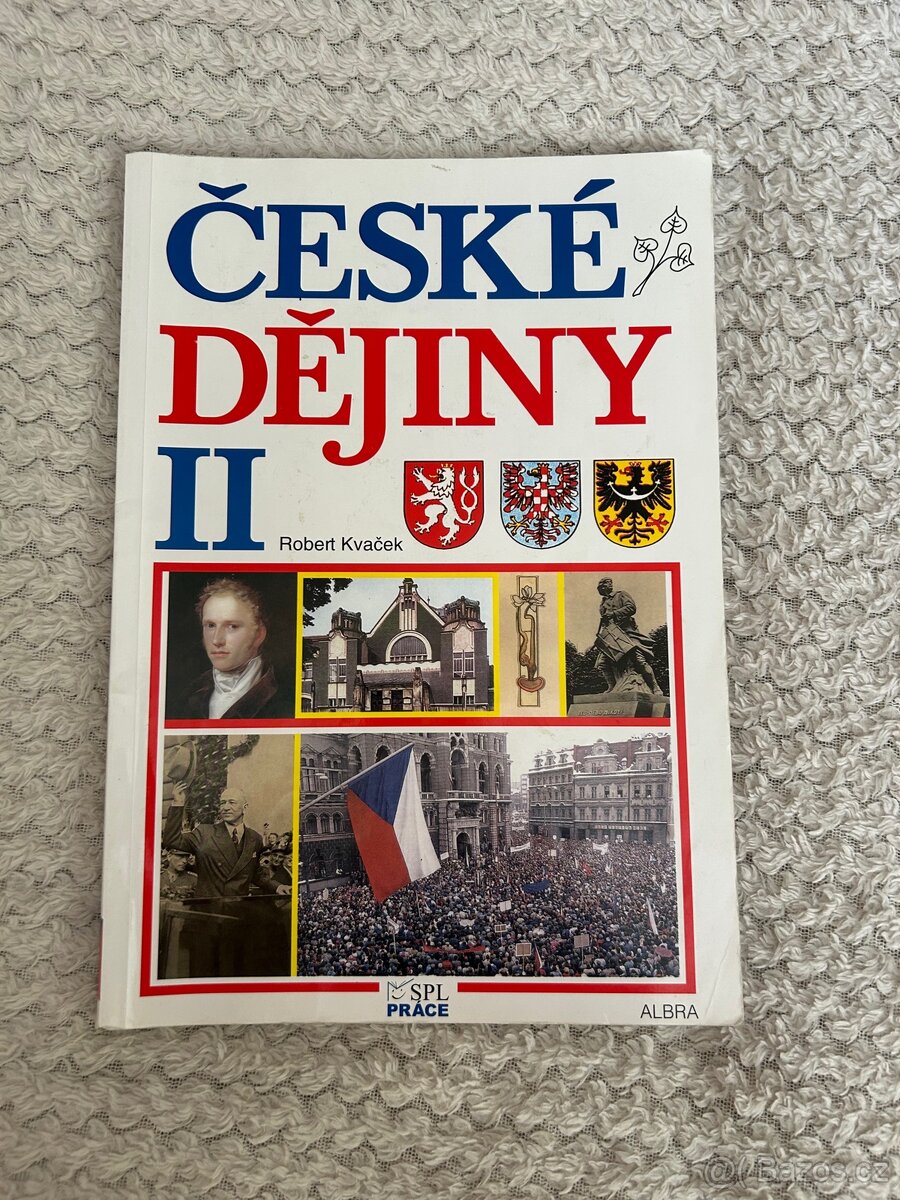 ČESKÉ
DĚJINY
II
Robert Kvaček
SPL
PRÁCE
ALBRA
@ Bazos.cz